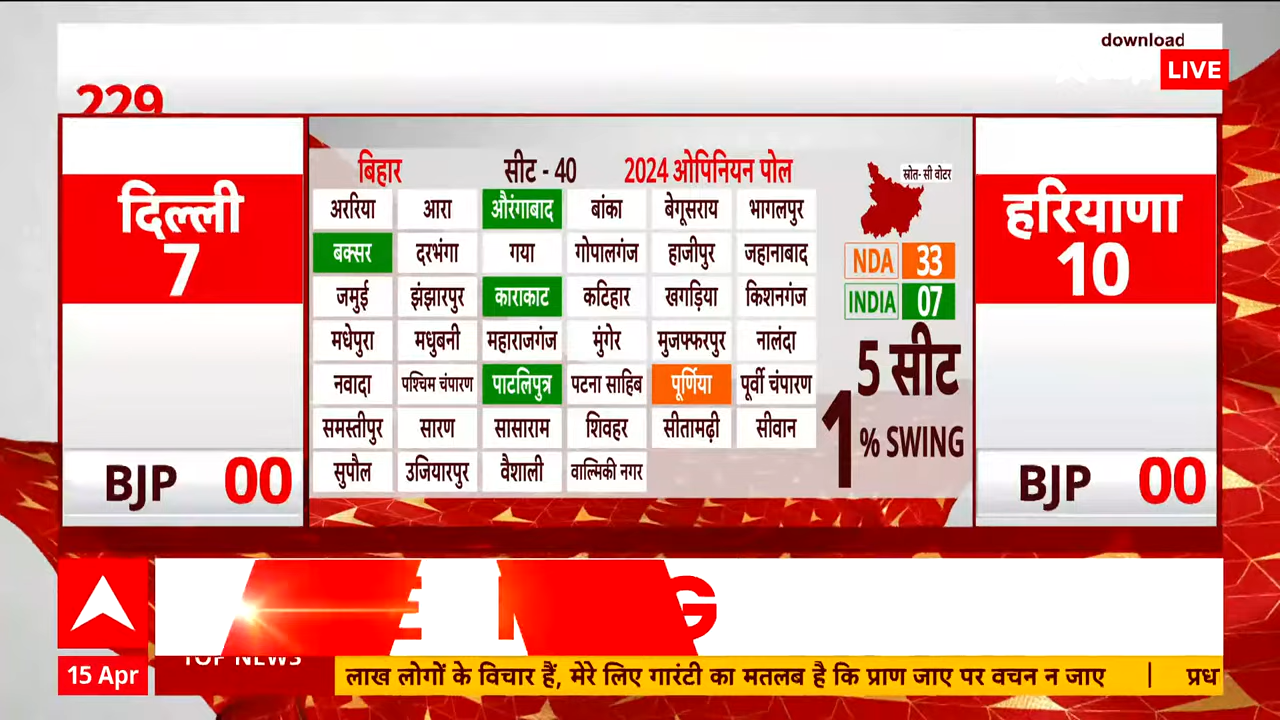 download
LIVE
229
दिल्ली
7
BJP 00
बिहार सीट - 40 2024 ओपिनियन पोल
स्रोत- सी वोटर
अररिया आरा औरंगाबाद बांका बेगूसराय भागलपुर
बक्सर दरभंगा गया गोपालगंज हाजीपुर जहानाबाद
जमुई झंझारपुर काराकाट कटिहार खगड़िया किशनगंज
मधेपुरा मधुबनी महाराजगंज मुंगेर मुजफ्फरपुर नालंदा
नवादा पश्चिम चंपारण पाटलिपुत्र पटना साहिब पूर्णिया पूर्वी चंपारण
समस्तीपुर सारण सासाराम शिवहर सीतामढ़ी सीवान
सुपौल उजियारपुर वैशाली वाल्मिकी नगर
NDA 33
INDIA 07
5 सीट
1 % SWING
हरियाणा
10
BJP 00
15 Apr
TOP NEWS
लाख लोगों के विचार हैं, मेरे लिए गारंटी का मतलब है कि प्राण जाए पर वचन न जाए | प्रध